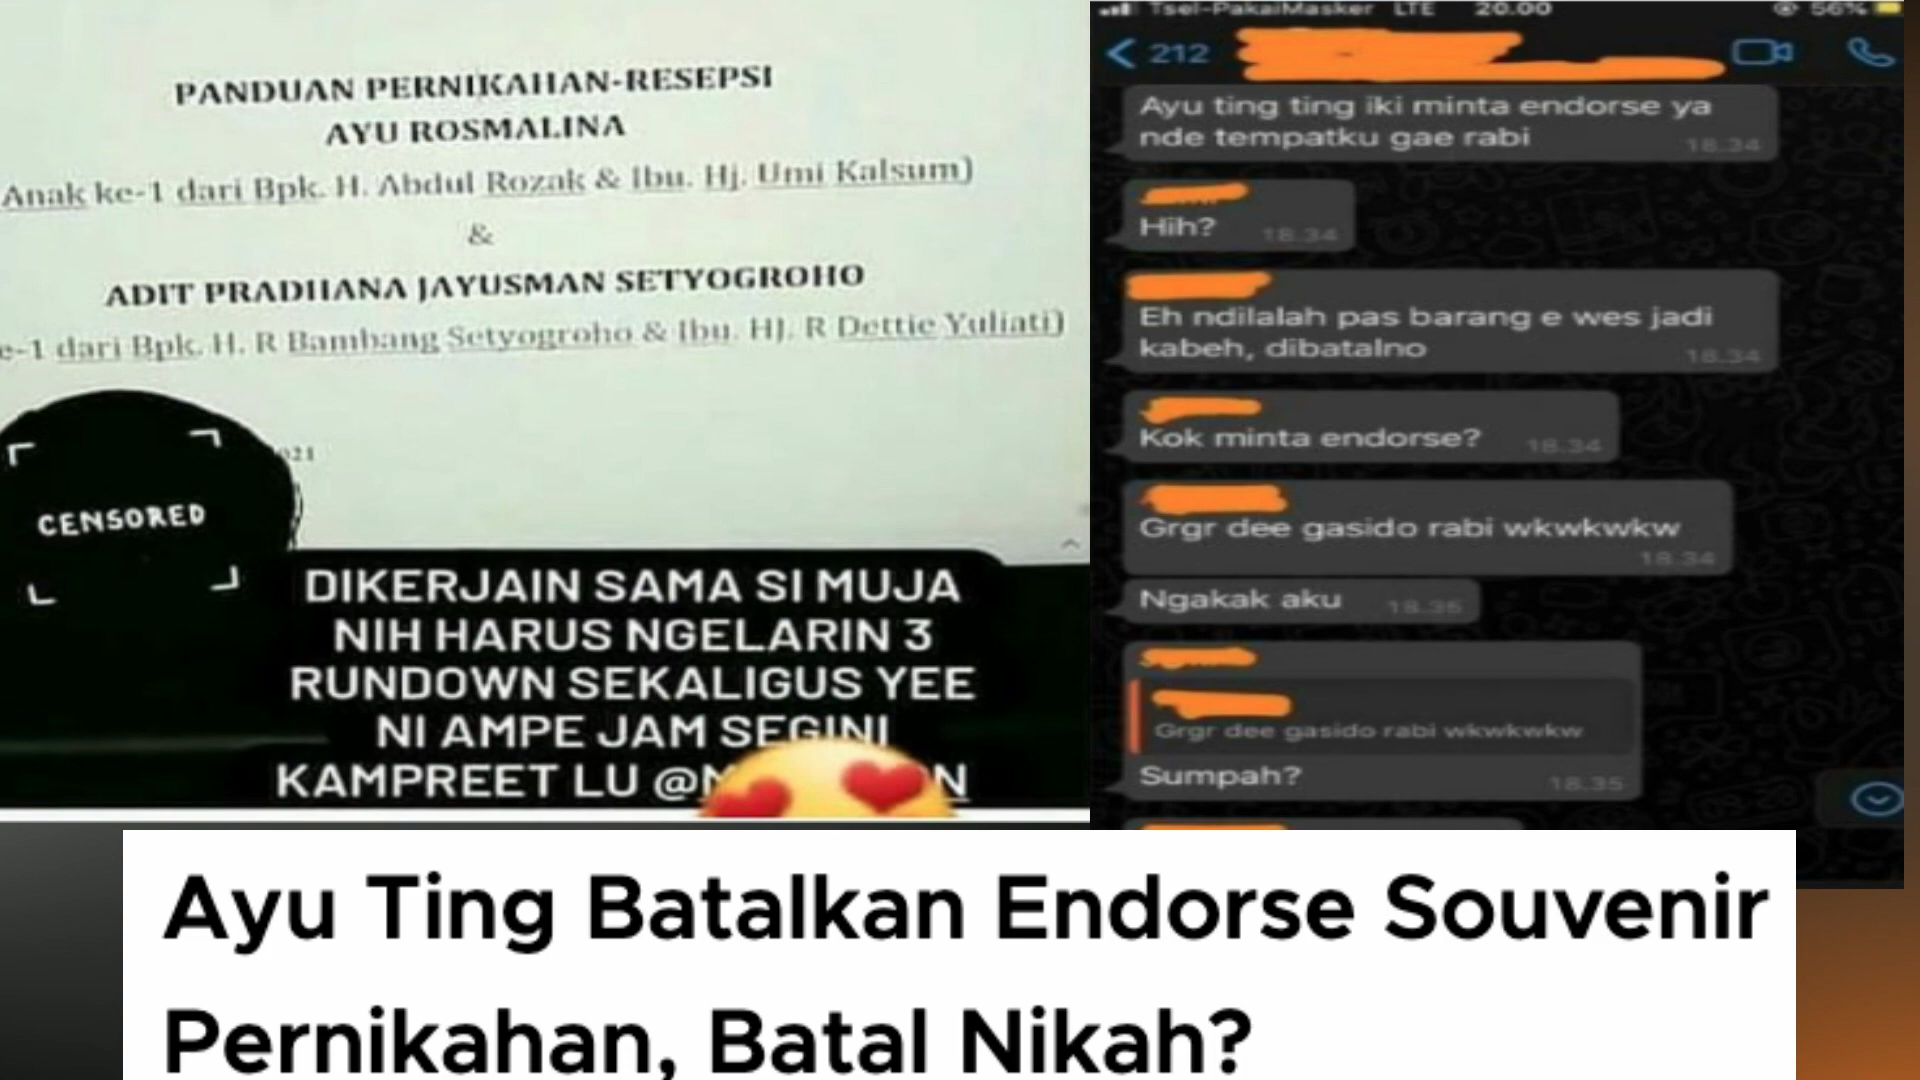 PANDUAN PERNIKAHAN-RESEPSI
AYU ROSMALINA
Anak ke-1 dari Bpk. H. Abdul Rozak & Ibu. Hj. Umi Kalsum)
&
ADIT PRADHANA JAYUSMAN SETYOGROHO
e-1 dari Bpk. H. R Bambang Setyogroho & Ibu. HJ. R Dettie Yuliati)
021
CENSORED
DIKERJAIN SAMA SI MUJA
NIH HARUS NGELARIN 3
RUNDOWN SEKALIGUS YEE
NI AMPE JAM SEGINI
KAMPREET LU @
Tsel-PakaiMasker LTE 20.00 56%
212
Ayu ting ting iki minta endorse ya
nde tempatku gae rabi 18.34
Hih? 18.34
Eh ndilalah pas barang e wes jadi
kabeh, dibatalno 18.34
Kok minta endorse? 18.34
Grgr dee gasido rabi wkwkwkw
18.34
Ngakak aku
Grgr dee gasido rabi wkwkwkw
Sumpah? 18.35
Ayu Ting Batalkan Endorse Souvenir
Pernikahan, Batal Nikah?